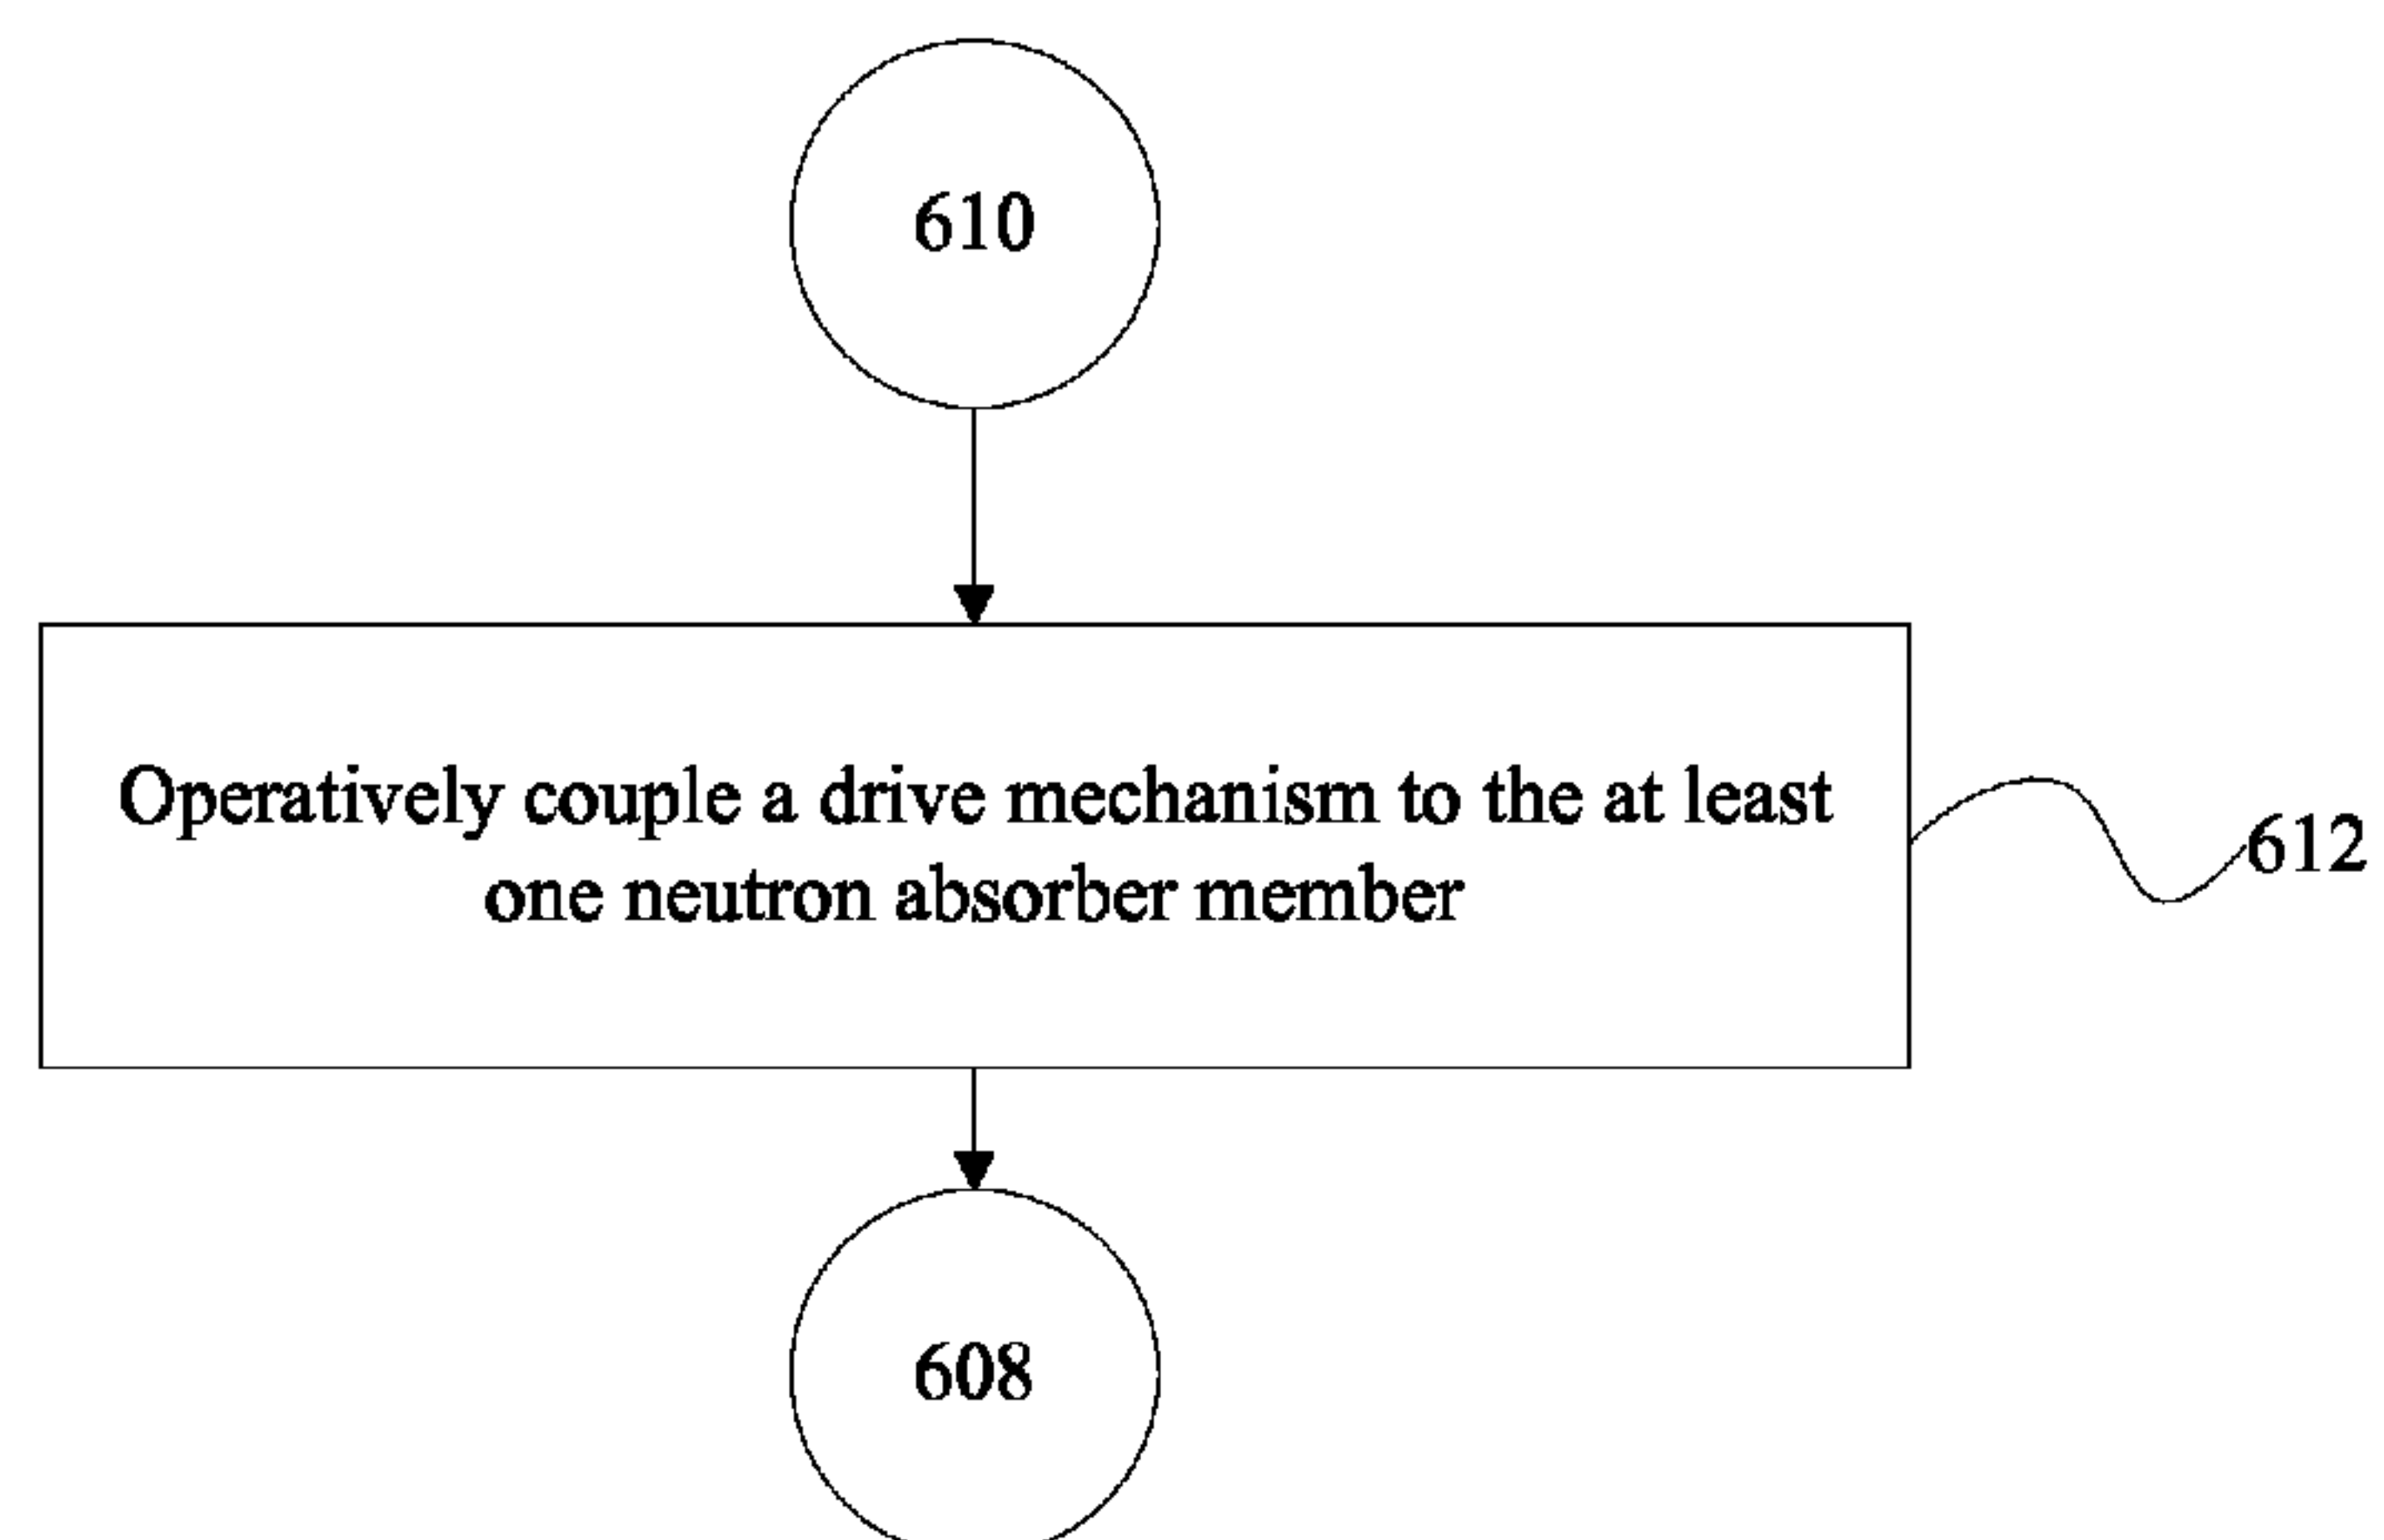 610
Operatively couple a drive mechanism to the at least
one neutron absorber member
612
608